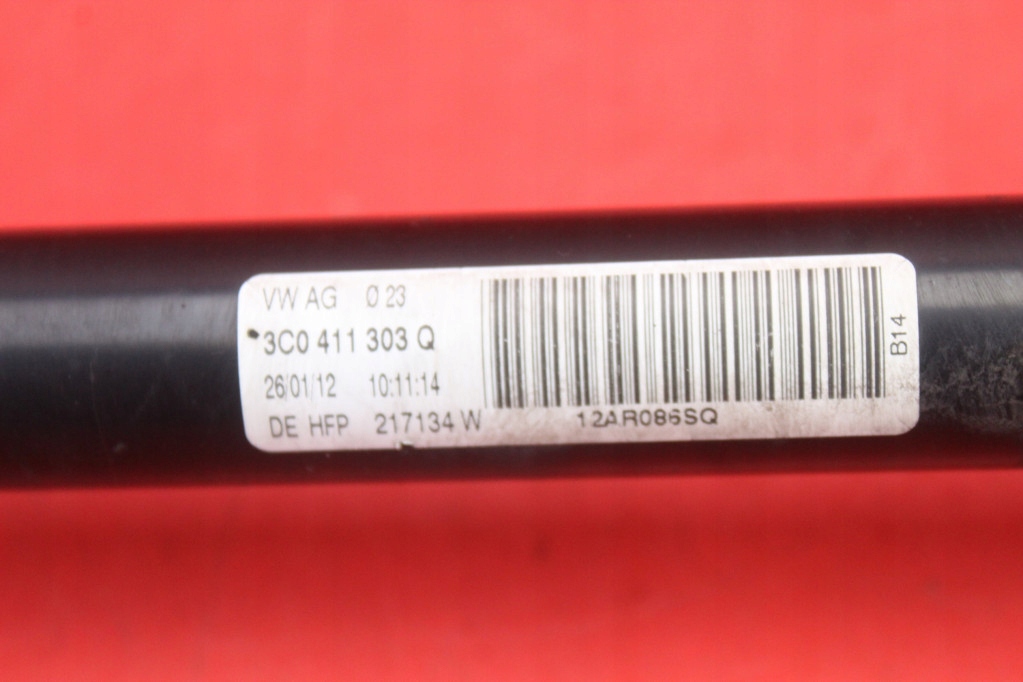 VW AG Ø 23
3C0 411 303 Q
26/01/12 10:11:14
DE HFP 217134 W
12AR086SQ
B14